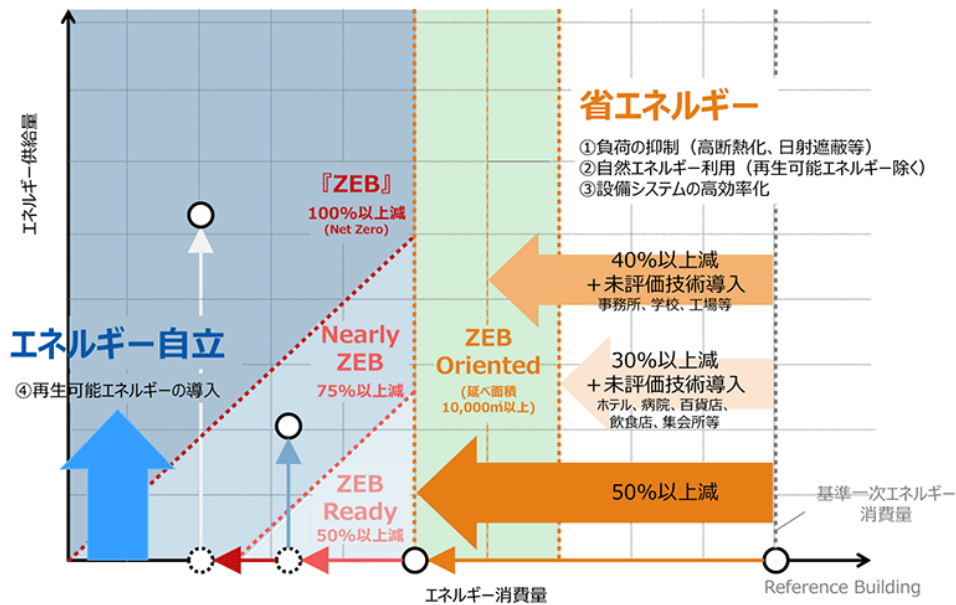 エネルギー供給量
省エネルギー
①負荷の抑制（高断熱化、日射遮蔽等）
②自然エネルギー利用（再生可能エネルギー除く）
③設備システムの高効率化
『ZEB』
100%以上減
(Net Zero)
40%以上減
＋未評価技術導入
事務所、学校、工場等
エネルギー自立
④再生可能エネルギーの導入
Nearly
ZEB
75%以上減
ZEB
Oriented
(延べ面積
10,000㎡以上)
30%以上減
＋未評価技術導入
ホテル、病院、百貨店、
飲食店、集会所等
ZEB
Ready
50%以上減
50%以上減
基準一次エネルギー
消費量
エネルギー消費量
Reference Building